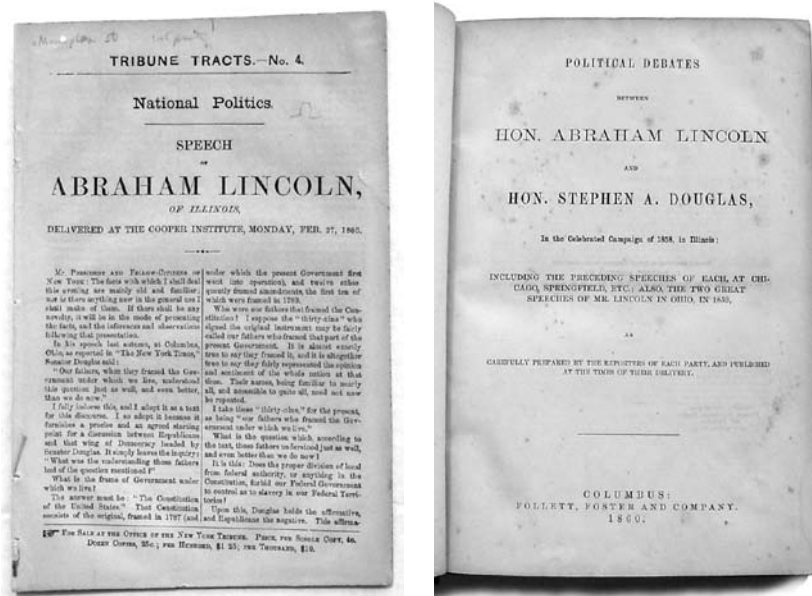 TRIBUNE TRACTS.—No. 4.
National Politics.
SPEECH
OF
ABRAHAM LINCOLN,
OF ILLINOIS,
DELIVERED AT THE COOPER INSTITUTE, MONDAY, FEB. 27, 1860.
MR. PRESIDENT AND FELLOW-CITIZENS OF
NEW YORK: The facts with which I shall deal
this evening are mainly old and familiar;
nor is there anything new in the general use I
shall make of them. If there shall be any
novelty, it will be in the mode of presenting
the facts, and the inferences and observations
following that presentation.
In his speech last autumn, at Columbus,
Ohio, as reported in "The New York Times,"
Senator Douglas said:
"Our fathers, when they framed the Gov-
ernment under which we live, understood
this question just as well, and even better,
than we do now."
I fully indorse this, and I adopt it as a text
for this discourse. I so adopt it because it
furnishes a precise and an agreed starting
point for a discussion between Republicans
and that wing of Democracy headed by
Senator Douglas. It simply leaves the inquiry:
"What was the understanding those fathers
had of the question mentioned?"
What is the frame of Government under
which we live?
The answer must be: "The Constitution
of the United States." That Constitution
consists of the original, framed in 1787 (and
under which the present Government first
went into operation), and twelve subse-
quently framed amendments, the first ten of
which were framed in 1789.
Who were our fathers that framed the Con-
stitution? I suppose the "thirty-nine" who
signed the original instrument may be fairly
called our fathers who framed that part of the
present Government. It is almost exactly
true to say they framed it, and it is altogether
true to say they fairly represented the opinion
and sentiment of the whole nation at that
time. Their names, being familiar to nearly
all, and accessible to quite all, need not now
be repeated.
I take these "thirty-nine," for the present,
as being "our fathers who framed the Gov-
ernment under which we live."
What is the question which, according to
the text, those fathers understood just as well,
and even better than we do now?
It is this: Does the proper division of local
from federal authority, or anything in the
Constitution, forbid our Federal Government
to control as to slavery in our Federal Terri-
tories?
Upon this, Douglas holds the affirmative,
and Republicans the negative. This affirma-
FOR SALE AT THE OFFICE OF THE NEW YORK TRIBUNE. PRICE, PER SINGLE COPY, 4c.
DOZEN COPIES, 25c.; PER HUNDRED, $1 25; PER THOUSAND, $10.
POLITICAL DEBATES
BETWEEN
HON. ABRAHAM LINCOLN
AND
HON. STEPHEN A. DOUGLAS,
In the Celebrated Campaign of 1858, in Illinois;
INCLUDING THE PRECEDING SPEECHES OF EACH, AT CHI-
CAGO, SPRINGFIELD, ETC.; ALSO, THE TWO GREAT
SPEECHES OF MR. LINCOLN IN OHIO, IN 1859,
AS
CAREFULLY PREPARED BY THE REPORTERS OF EACH PARTY, AND PUBLISHED
AT THE TIMES OF THEIR DELIVERY.
COLUMBUS:
FOLLETT, FOSTER AND COMPANY.
1860.